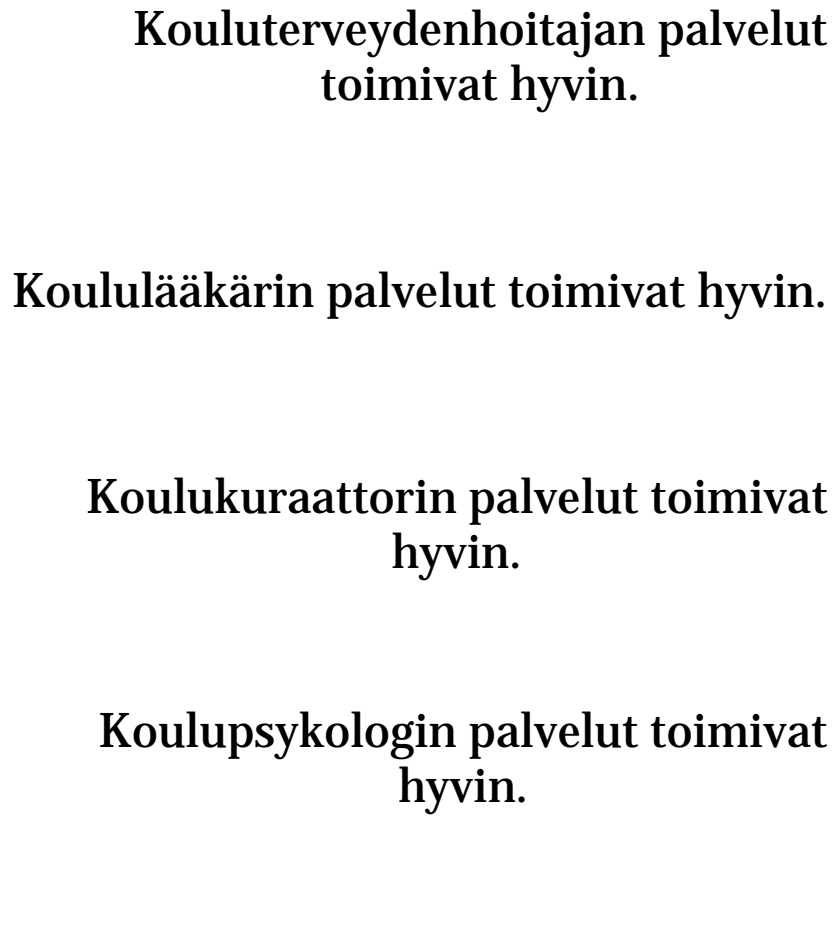 Kouluterveydenhoitajan palvelut
toimivat hyvin.
Koululääkärin palvelut toimivat hyvin.
Koulukuraattorin palvelut toimivat
hyvin.
Koulupsykologin palvelut toimivat
hyvin.